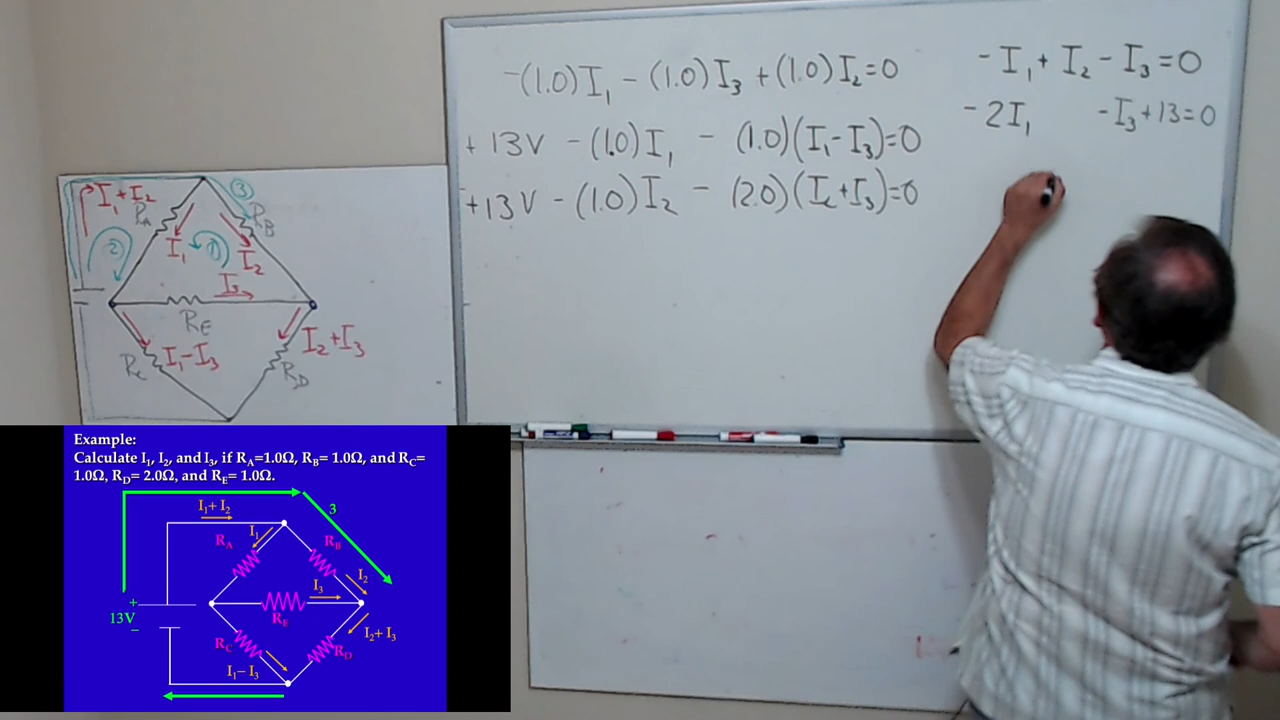 -(1.0)I₁ - (1.0)I₃ + (1.0)I₂=0
+ 13V - (1.0)I₁ - (1.0)(I₁-I₃)=0
+13V - (1.0)I₂ - (2.0)(I₂+I₃)=0
-I₁ + I₂ - I₃ = 0
-2I₁ -I₃+13=0
I₁+I₂
R_A
③
R_B
②
I₁
①
I₂
I₃
R_E
I₁-I₃
I₂+I₃
R_C
R_D
Example:
Calculate I₁, I₂, and I₃, if R_A=1.0Ω, R_B= 1.0Ω, and R_C=
1.0Ω, R_D= 2.0Ω, and R_E= 1.0Ω.
I₁+ I₂
3
I₁
R_A
R_B
I₂
I₃
+
13V
−
R_E
I₂+ I₃
R_C
R_D
I₁− I₃